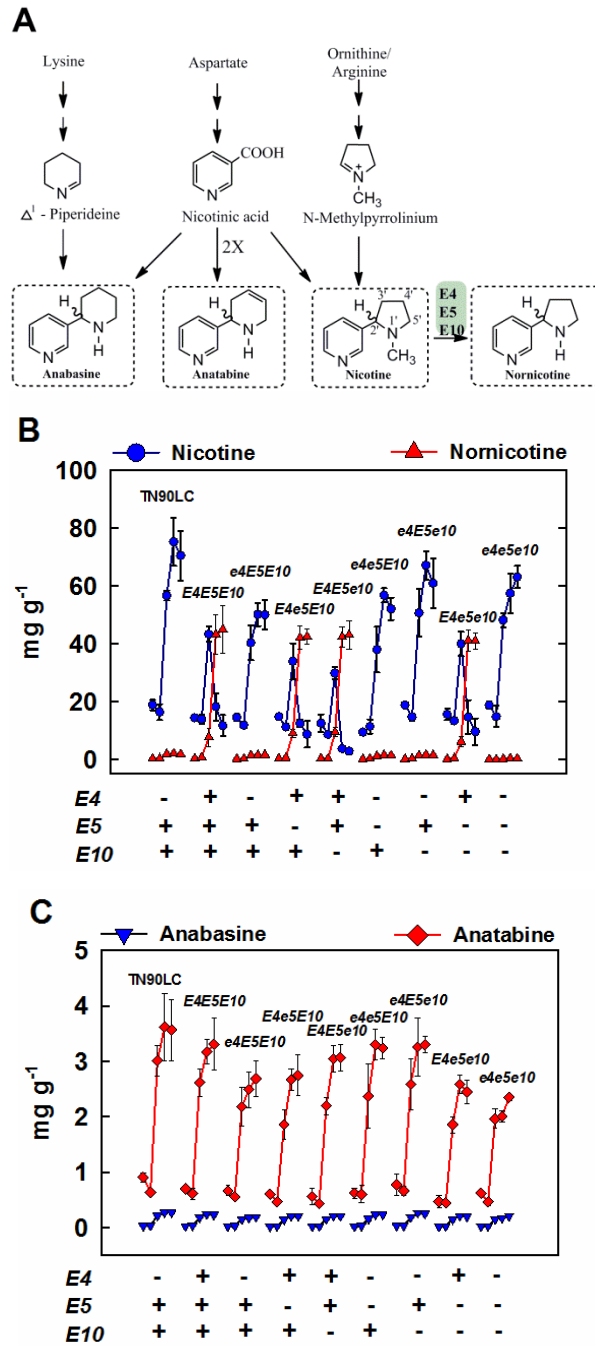 A
Lysine
Aspartate
Ornithine/
Arginine
N
COOH
N
N
+
CH₃
Δ¹ - Piperideine
Nicotinic acid
N-Methylpyrrolinium
2X
H
N
H
N
Anabasine
H
N
H
N
Anatabine
3' 4'
H
2' 1' 5'
N
CH₃
N
Nicotine
E4
E5
E10
H
N
H
N
Nornicotine
B
Nicotine Nornicotine
100
80
60
40
20
0
mg g⁻¹
TN90LC
E4E5E10
e4E5E10
E4e5E10
E4E5e10
e4e5E10
e4E5e10
E4e5e10
e4e5e10
E4 - + - + + - - + -
E5 + + + - + - + - -
E10 + + + + - + - - -
C
Anabasine Anatabine
5
4
3
2
1
0
mg g⁻¹
TN90LC
E4E5E10
e4E5E10
E4e5E10
E4E5e10
e4e5E10
e4E5e10
E4e5e10
e4e5e10
E4 - + - + + - - + -
E5 + + + - + - + - -
E10 + + + + - + - - -